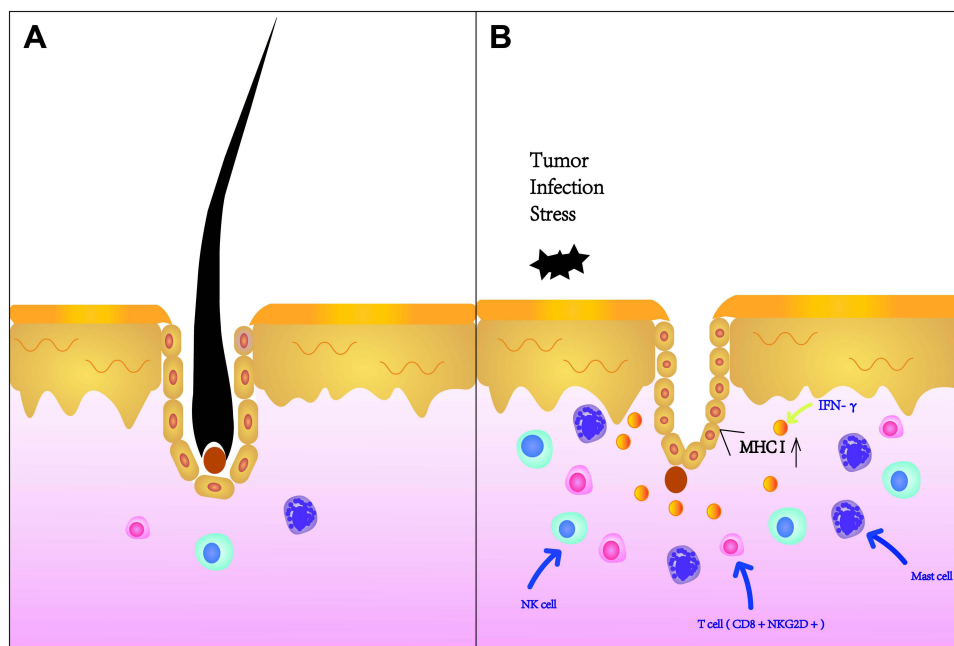 A
B
Tumor
Infection
Stress
IFN- γ
MHC I
NK cell
Mast cell
T cell ( CD8 + NKG2D + )